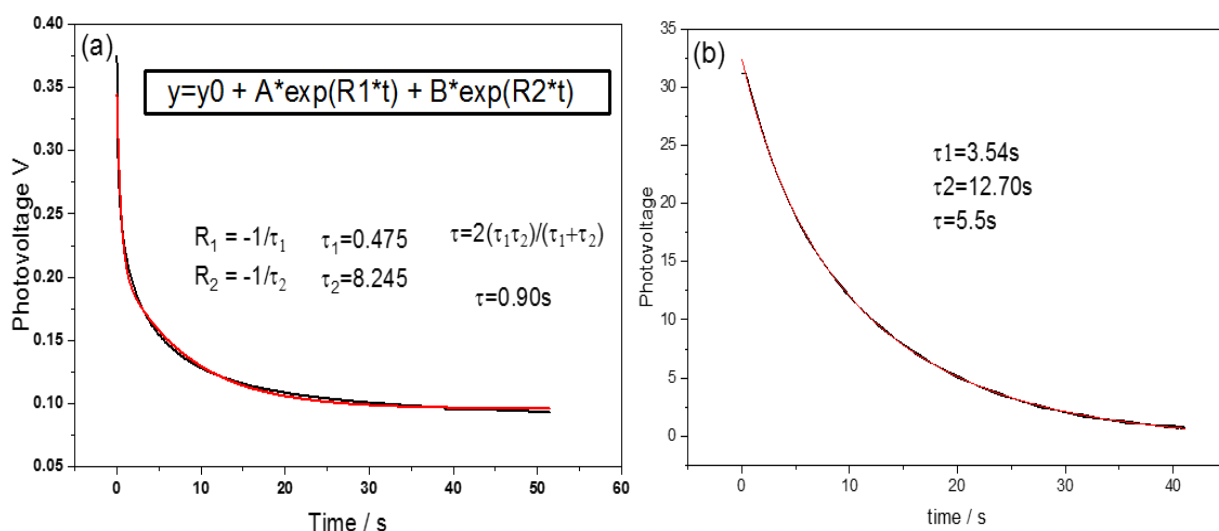 (a)
y=y0 + A*exp(R1*t) + B*exp(R2*t)
R₁ = -1/τ₁ τ₁=0.475 τ=2(τ₁τ₂)/(τ₁+τ₂)
R₂ = -1/τ₂ τ₂=8.245
τ=0.90s
Photovoltage V
0.40
0.35
0.30
0.25
0.20
0.15
0.10
0.05
0 10 20 30 40 50 60
Time / s
(b)
τ1=3.54s
τ2=12.70s
τ=5.5s
Photovoltage
35
30
25
20
15
10
5
0
0 10 20 30 40
time / s